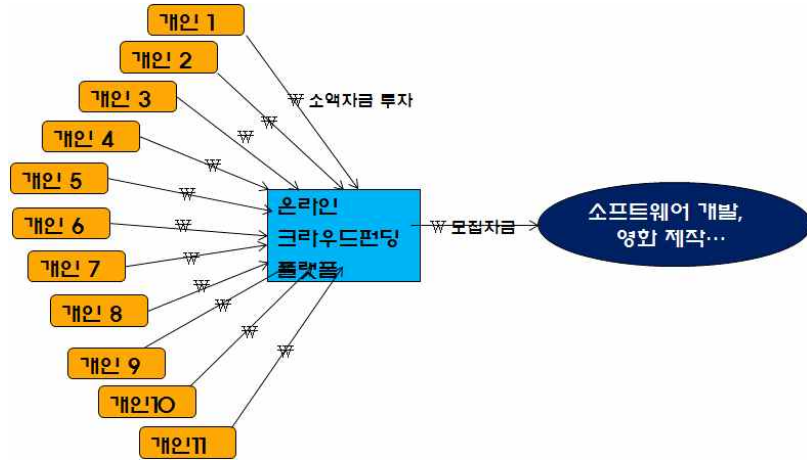 개인 1
개인 2
개인 3
₩ 소액자금 투자
₩
₩
개인 4
₩
개인 5
₩
온라인
크라우드펀딩
플랫폼
₩ 모집자금
소프트웨어 개발,
영화 제작…
개인 6
₩
개인 7
₩
개인 8
₩
₩
개인 9
₩
개인10
₩
개인11